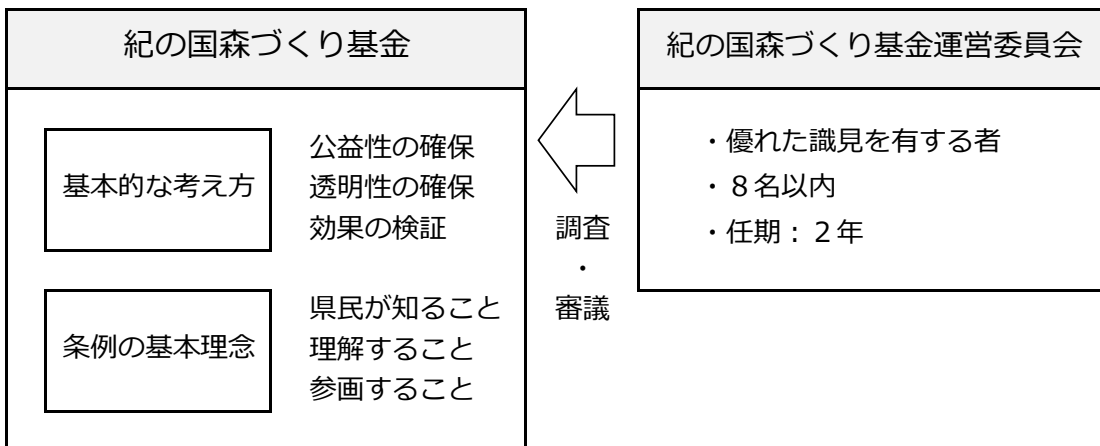 紀の国森づくり基金
基本的な考え方
公益性の確保
透明性の確保
効果の検証
条例の基本理念
県民が知ること
理解すること
参画すること
調査
・
審議
紀の国森づくり基金運営委員会
・優れた識見を有する者
・８名以内
・任期：２年